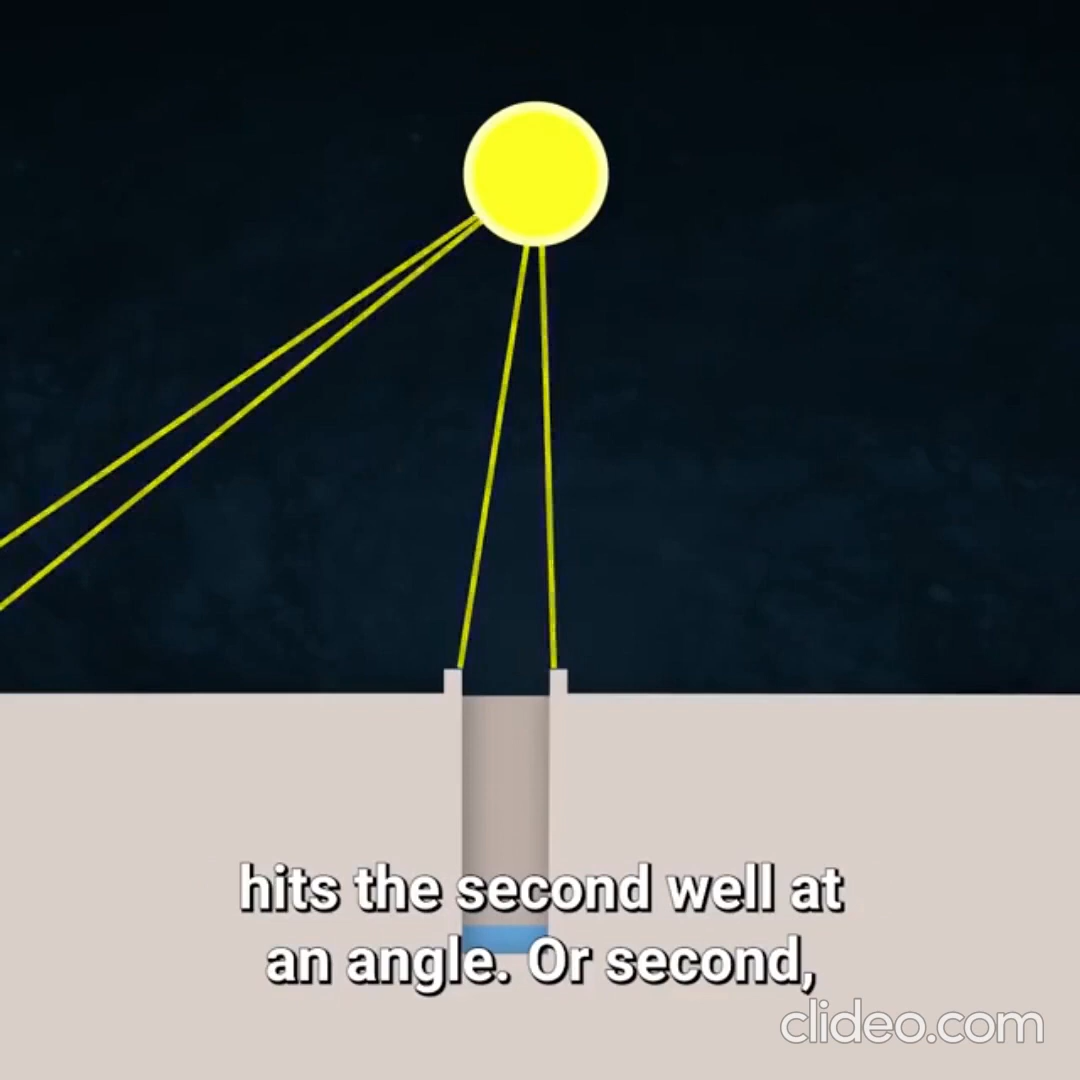 hits the second well at
an angle. Or second,
clideo.com